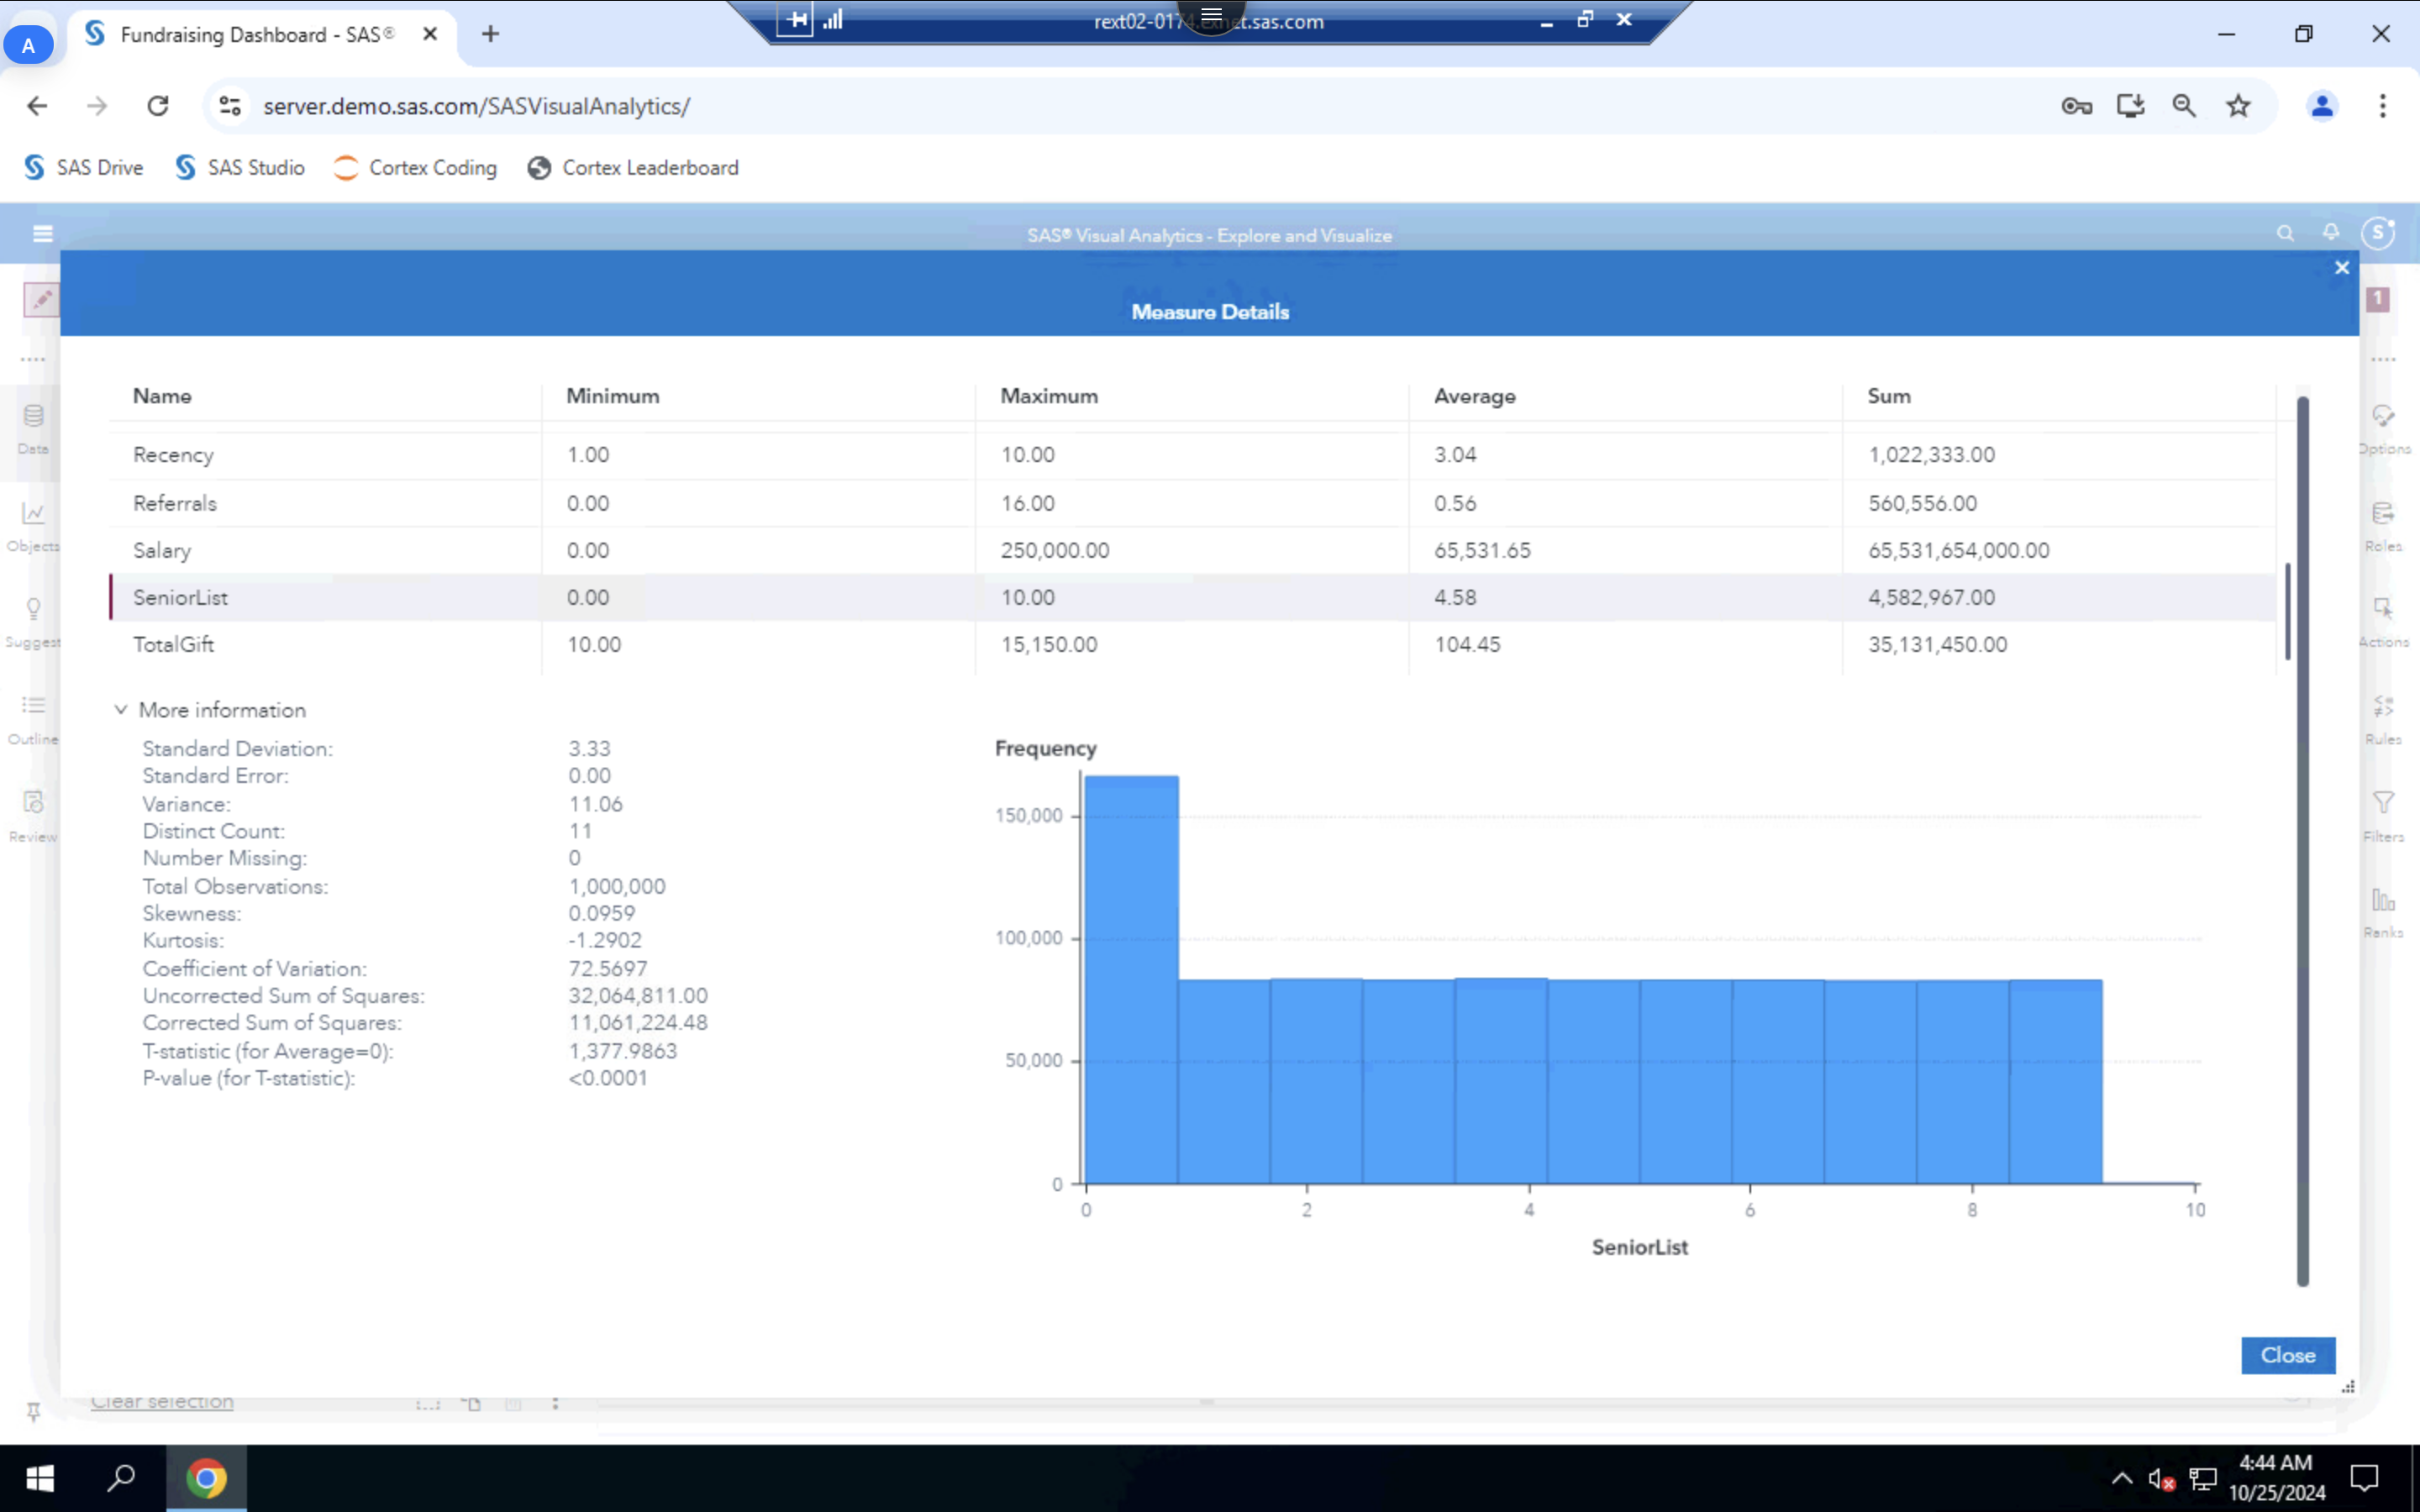 A
Fundraising Dashboard - SAS®
server.demo.sas.com/SASVisualAnalytics/
SAS Drive
SAS Studio
Cortex Coding
Cortex Leaderboard
SAS® Visual Analytics - Explore and Visualize
S
Measure Details
1
Name Minimum Maximum Average Sum
Recency 1.00 10.00 3.04 1,022,333.00
Referrals 0.00 16.00 0.56 560,556.00
Salary 0.00 250,000.00 65,531.65 65,531,654,000.00
SeniorList 0.00 10.00 4.58 4,582,967.00
TotalGift 10.00 15,150.00 104.45 35,131,450.00
More information
Standard Deviation: 3.33
Standard Error: 0.00
Variance: 11.06
Distinct Count: 11
Number Missing: 0
Total Observations: 1,000,000
Skewness: 0.0959
Kurtosis: -1.2902
Coefficient of Variation: 72.5697
Uncorrected Sum of Squares: 32,064,811.00
Corrected Sum of Squares: 11,061,224.48
T-statistic (for Average=0): 1,377.9863
P-value (for T-statistic): <0.0001
Frequency
150,000
100,000
50,000
0
0 2 4 6 8 10
SeniorList
Close
Data
Objects
Suggest
Outline
Review
Options
Roles
Actions
Rules
Filters
Ranks
Clear selection
4:44 AM
10/25/2024